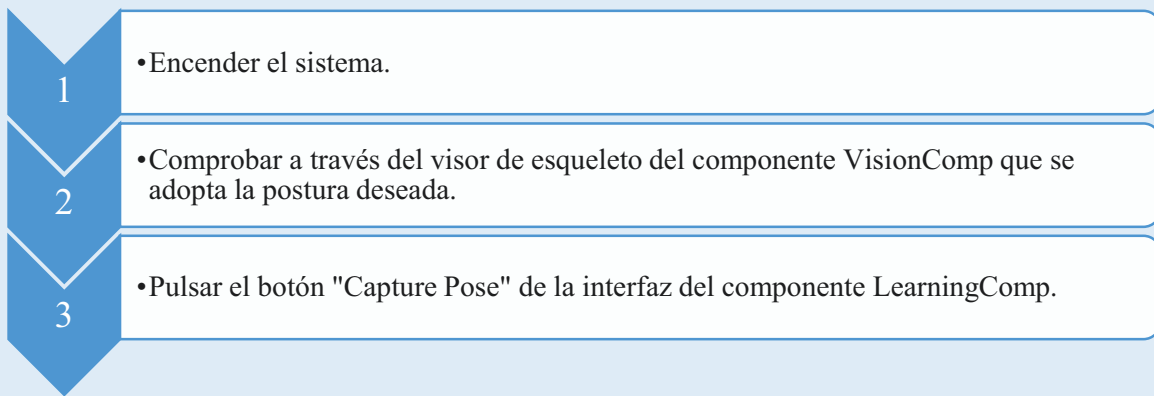 1
•Encender el sistema.
2
•Comprobar a través del visor de esqueleto del componente VisionComp que se
adopta la postura deseada.
3
•Pulsar el botón "Capture Pose" de la interfaz del componente LearningComp.